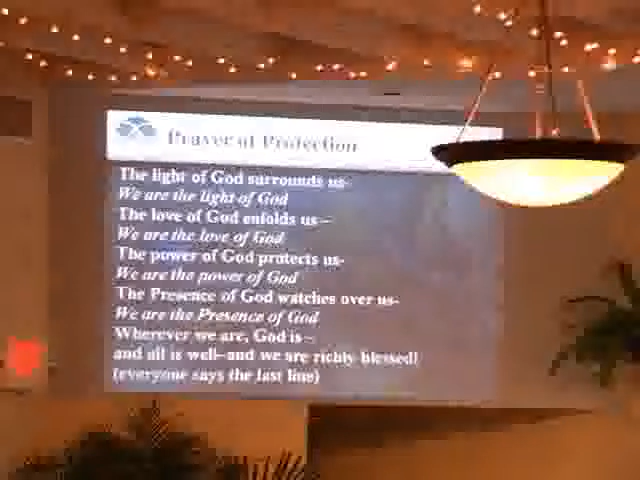 Prayer of Protection
The light of God surrounds us-
We are the light of God
The love of God enfolds us –
We are the love of God
The power of God protects us-
We are the power of God
The Presence of God watches over us-
We are the Presence of God
Wherever we are, God is –
and all is well–and we are richly blessed!
(everyone says the last line)